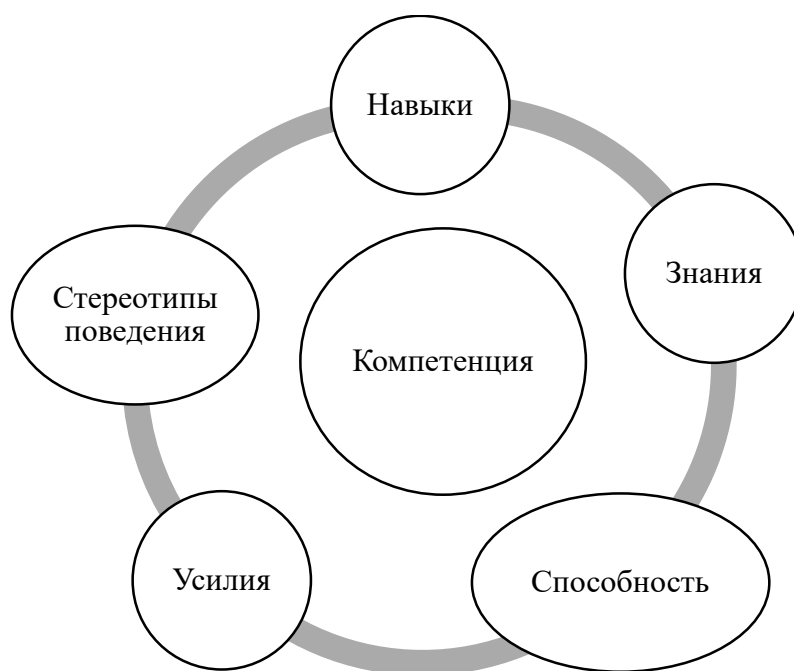 Навыки
Знания
Стереотипы
поведения
Компетенция
Усилия
Способность